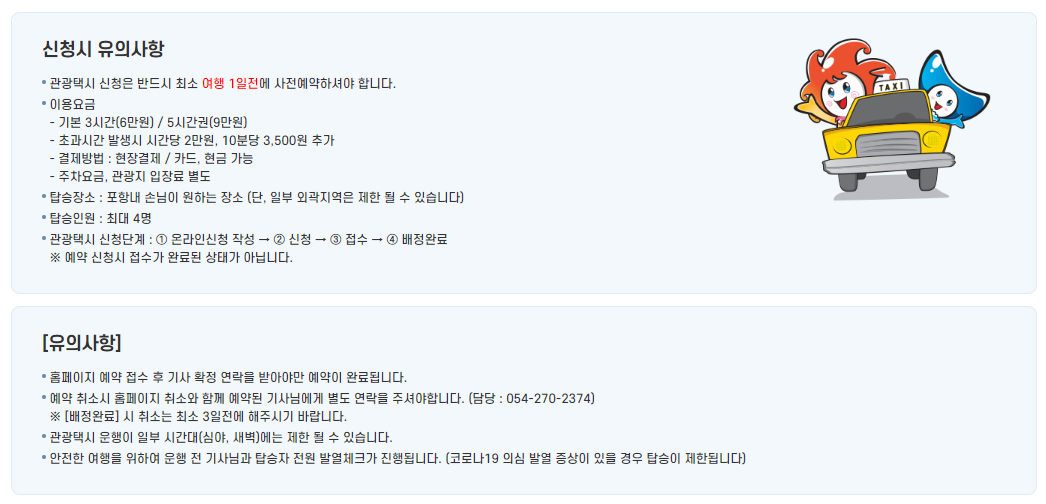 신청시 유의사항
TAXI
• 관광택시 신청은 반드시 최소 여행 1일전에 사전예약하셔야 합니다.
• 이용요금
- 기본 3시간(6만원) / 5시간권(9만원)
- 초과시간 발생시 시간당 2만원, 10분당 3,500원 추가
- 결제방법 : 현장결제 / 카드, 현금 가능
- 주차요금, 관광지 입장료 별도
• 탑승장소 : 포항내 손님이 원하는 장소 (단, 일부 외곽지역은 제한 될 수 있습니다)
• 탑승인원 : 최대 4명
• 관광택시 신청단계 : ① 온라인신청 작성 → ② 신청 → ③ 접수 → ④ 배정완료
※ 예약 신청시 접수가 완료된 상태가 아닙니다.
[유의사항]
• 홈페이지 예약 접수 후 기사 확정 연락을 받아야만 예약이 완료됩니다.
• 예약 취소시 홈페이지 취소와 함께 예약된 기사님에게 별도 연락을 주셔야합니다. (담당 : 054-270-2374)
※ [배정완료] 시 취소는 최소 3일전에 해주시기 바랍니다.
• 관광택시 운행이 일부 시간대(심야, 새벽)에는 제한 될 수 있습니다.
• 안전한 여행을 위하여 운행 전 기사님과 탑승자 전원 발열체크가 진행됩니다. (코로나19 의심 발열 증상이 있을 경우 탑승이 제한됩니다)